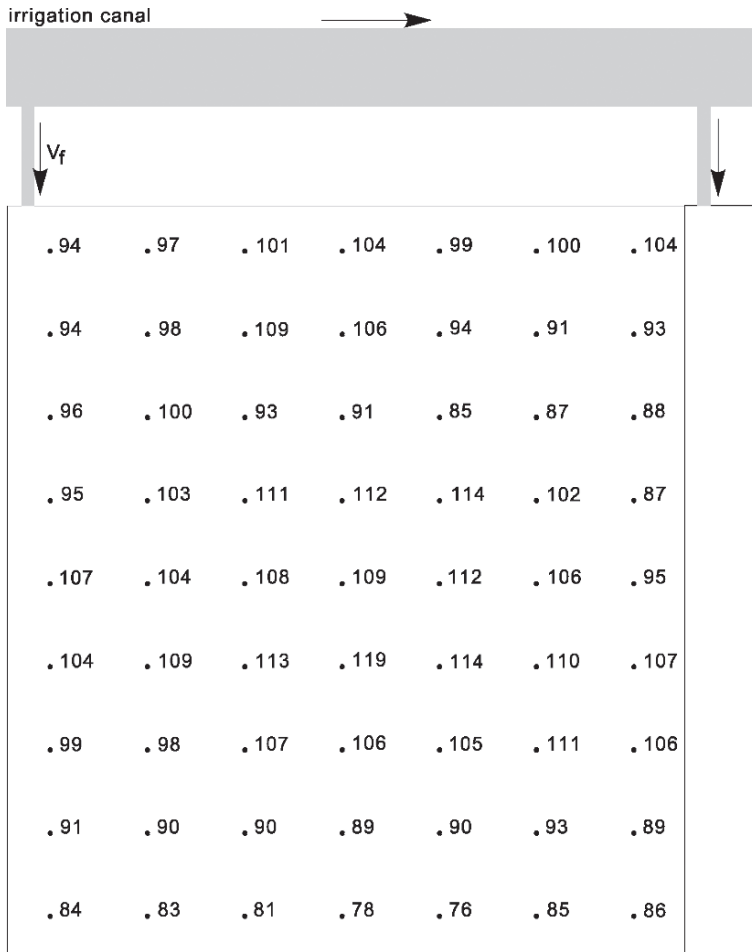 irrigation canal
Vf
.94 .97 .101 .104 .99 .100 .104
.94 .98 .109 .106 .94 .91 .93
.96 .100 .93 .91 .85 .87 .88
.95 .103 .111 .112 .114 .102 .87
.107 .104 .108 .109 .112 .106 .95
.104 .109 .113 .119 .114 .110 .107
.99 .98 .107 .106 .105 .111 .106
.91 .90 .90 .89 .90 .93 .89
.84 .83 .81 .78 .76 .85 .86